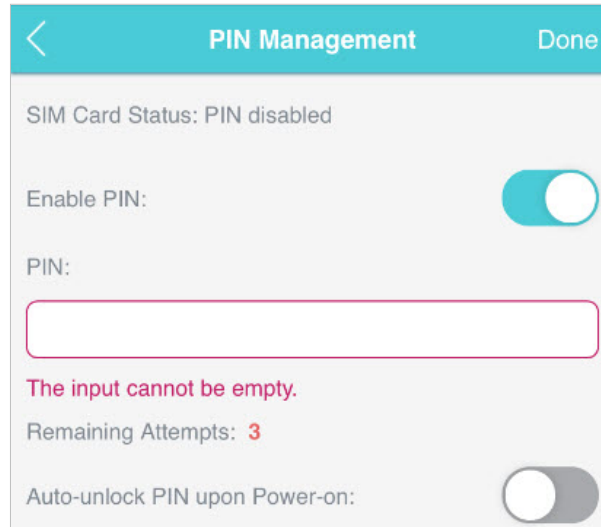 PIN Management Done
SIM Card Status: PIN disabled
Enable PIN:
PIN:
The input cannot be empty.
Remaining Attempts: 3
Auto-unlock PIN upon Power-on: